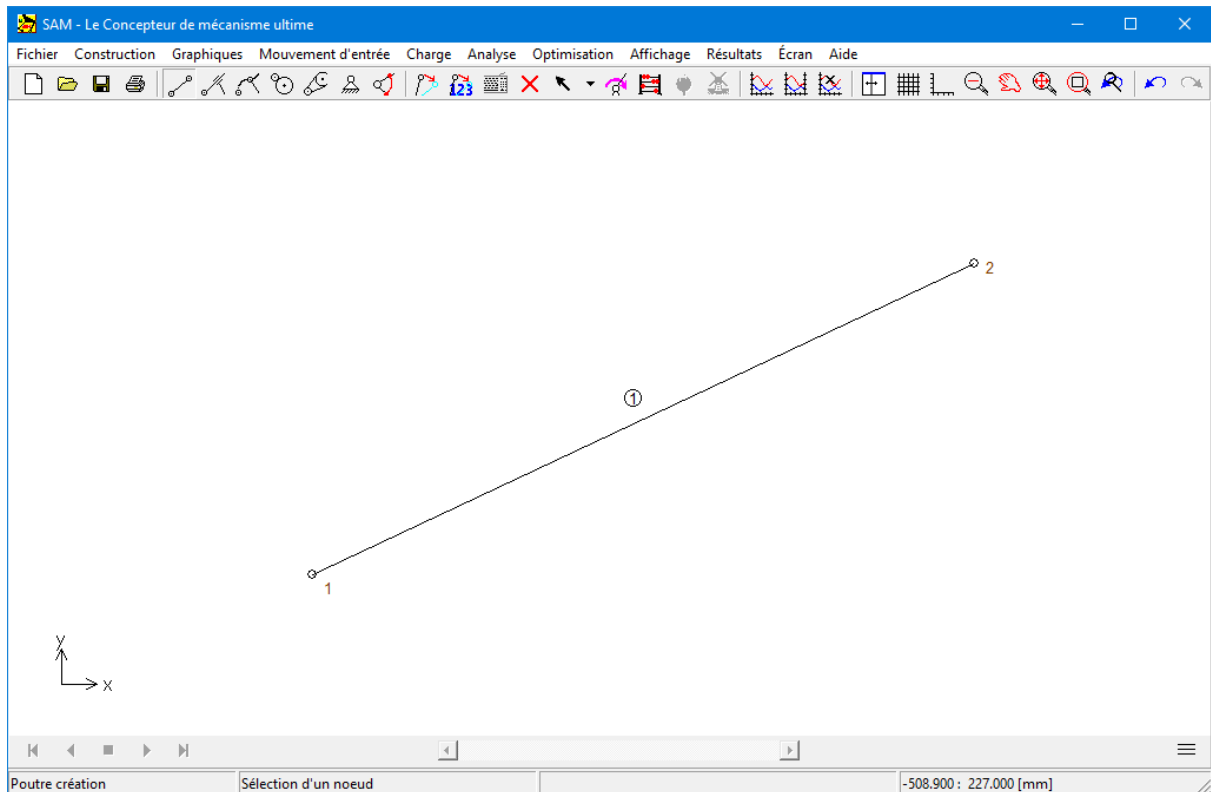 SAM - Le Concepteur de mécanisme ultime
Fichier Construction Graphiques Mouvement d'entrée Charge Analyse Optimisation Affichage Résultats Écran Aide
123
2
1
1
y
x
Poutre création Sélection d'un noeud -508.900 : 227.000 [mm]